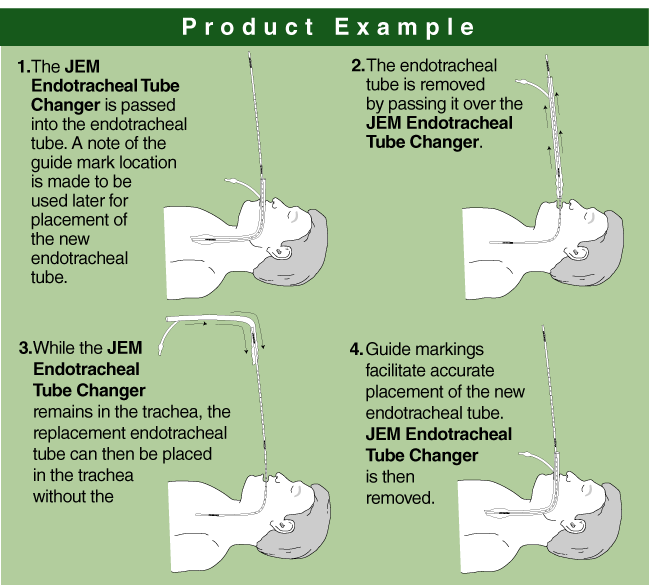 Product Example
1.The JEM
Endotracheal Tube
Changer is passed
into the endotracheal
tube. A note of the
guide mark location
is made to be
used later for
placement of
the new
endotracheal
tube.
2.The endotracheal
tube is removed
by passing it over the
JEM Endotracheal
Tube Changer.
3.While the JEM
Endotracheal
Tube Changer
remains in the trachea, the
replacement endotracheal
tube can then be placed
in the trachea
without the
4.Guide markings
facilitate accurate
placement of the new
endotracheal tube.
JEM Endotracheal
Tube Changer
is then
removed.